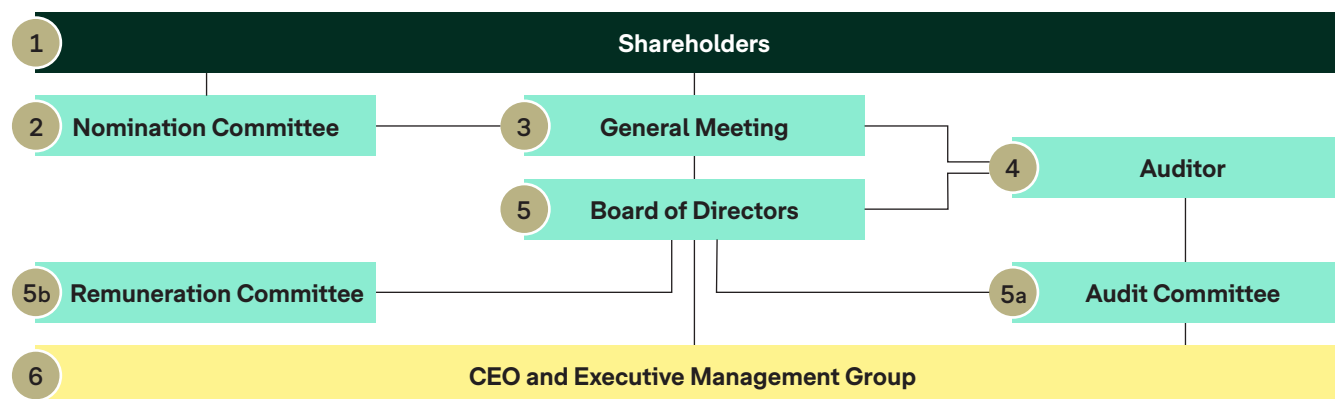 1 Shareholders
2 Nomination Committee
3 General Meeting
4 Auditor
5 Board of Directors
5b Remuneration Committee
5a Audit Committee
6 CEO and Executive Management Group